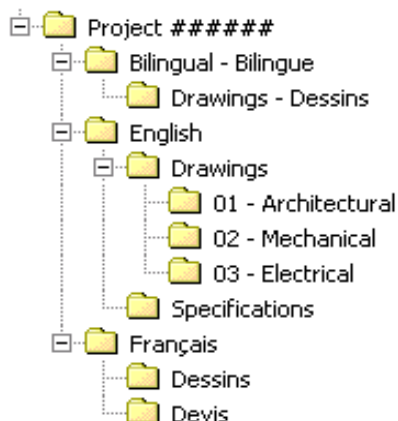 Project ######
Bilingual - Bilingue
Drawings - Dessins
English
Drawings
01 - Architectural
02 - Mechanical
03 - Electrical
Specifications
Français
Dessins
Devis